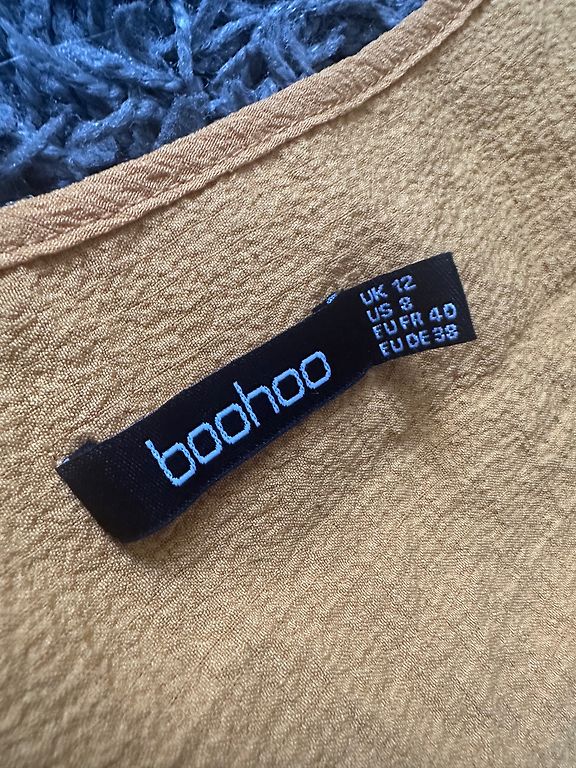 boohoo
UK 12
US 8
EU FR 40
EU DE 38